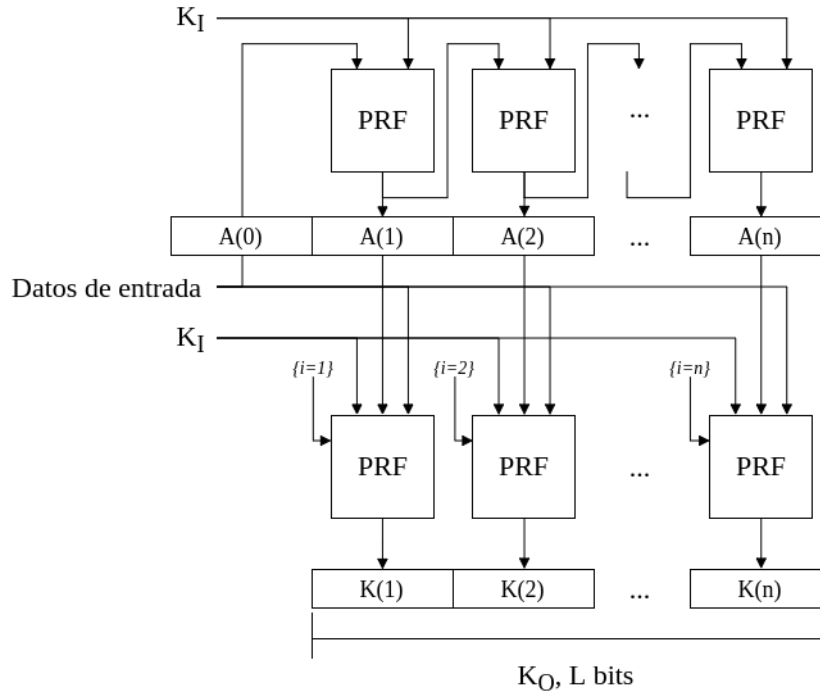 K_I
PRF PRF ... PRF
A(0) A(1) A(2) ... A(n)
Datos de entrada
K_I
{i=1} {i=2} {i=n}
PRF PRF ... PRF
K(1) K(2) ... K(n)
K_O, L bits